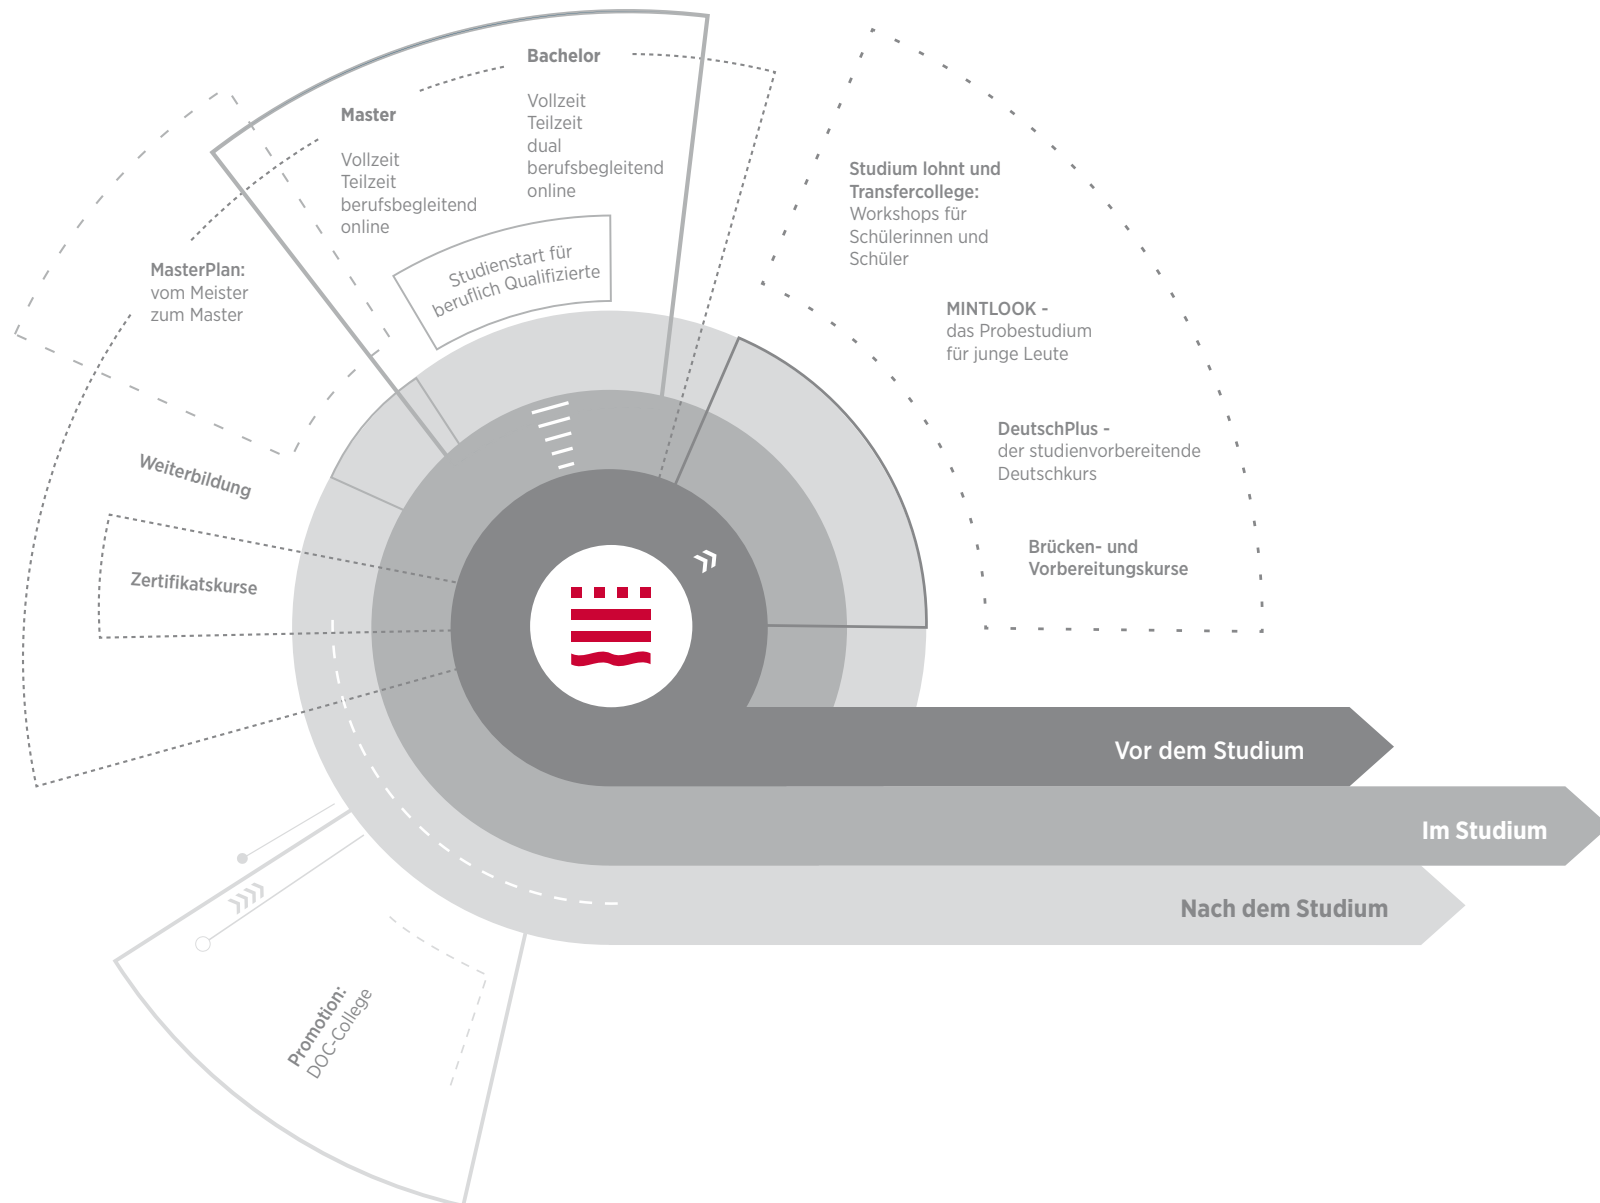 Bachelor
Vollzeit
Teilzeit
dual
berufsbegleitend
online
Master
Vollzeit
Teilzeit
berufsbegleitend
online
Studienstart für
beruflich Qualifizierte
MasterPlan:
vom Meister
zum Master
Weiterbildung
Zertifikatskurse
Studium lohnt und
Transfercollege:
Workshops für
Schülerinnen und
Schüler
MINTLOOK -
das Probestudium
für junge Leute
DeutschPlus -
der studienvorbereitende
Deutschkurs
Brücken- und
Vorbereitungskurse
Vor dem Studium
Im Studium
Nach dem Studium
Promotion:
DOC-College